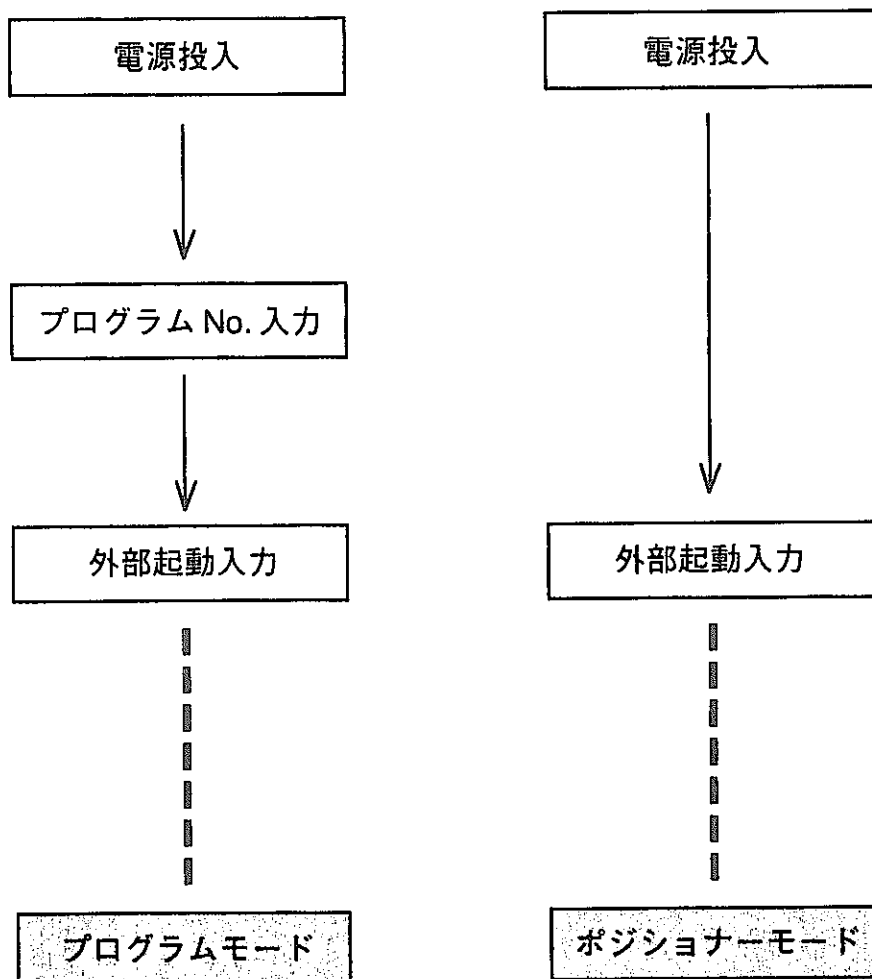 電源投入
プログラム No. 入力
外部起動入力
プログラムモード
電源投入
外部起動入力
ポジショナーモード